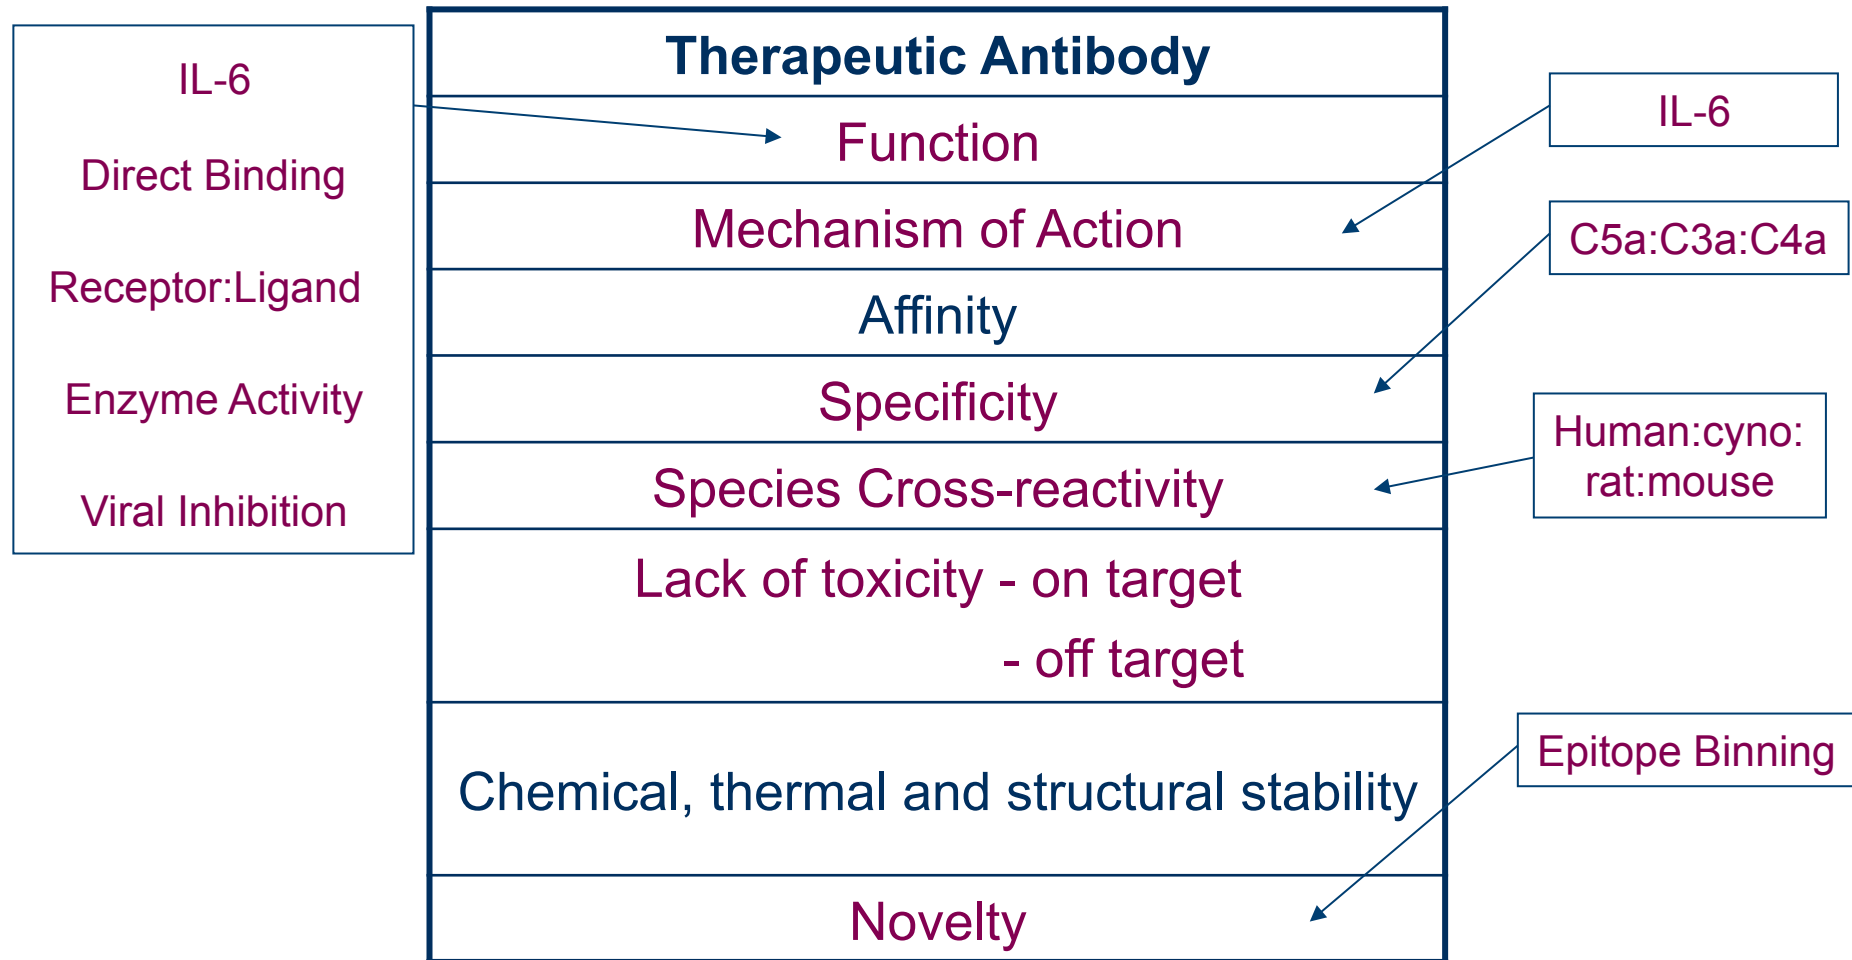 IL-6
Direct Binding
Receptor:Ligand
Enzyme Activity
Viral Inhibition
Therapeutic Antibody
Function
Mechanism of Action
Affinity
Specificity
Species Cross-reactivity
Lack of toxicity - on target
- off target
Chemical, thermal and structural stability
Novelty
IL-6
C5a:C3a:C4a
Human:cyno:
rat:mouse
Epitope Binning